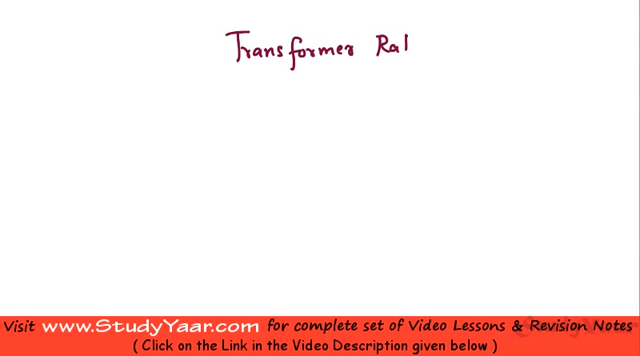 Transformer Ral
Visit www.StudyYaar.com for complete set of Video Lessons & Revision Notes
( Click on the Link in the Video Description given below )